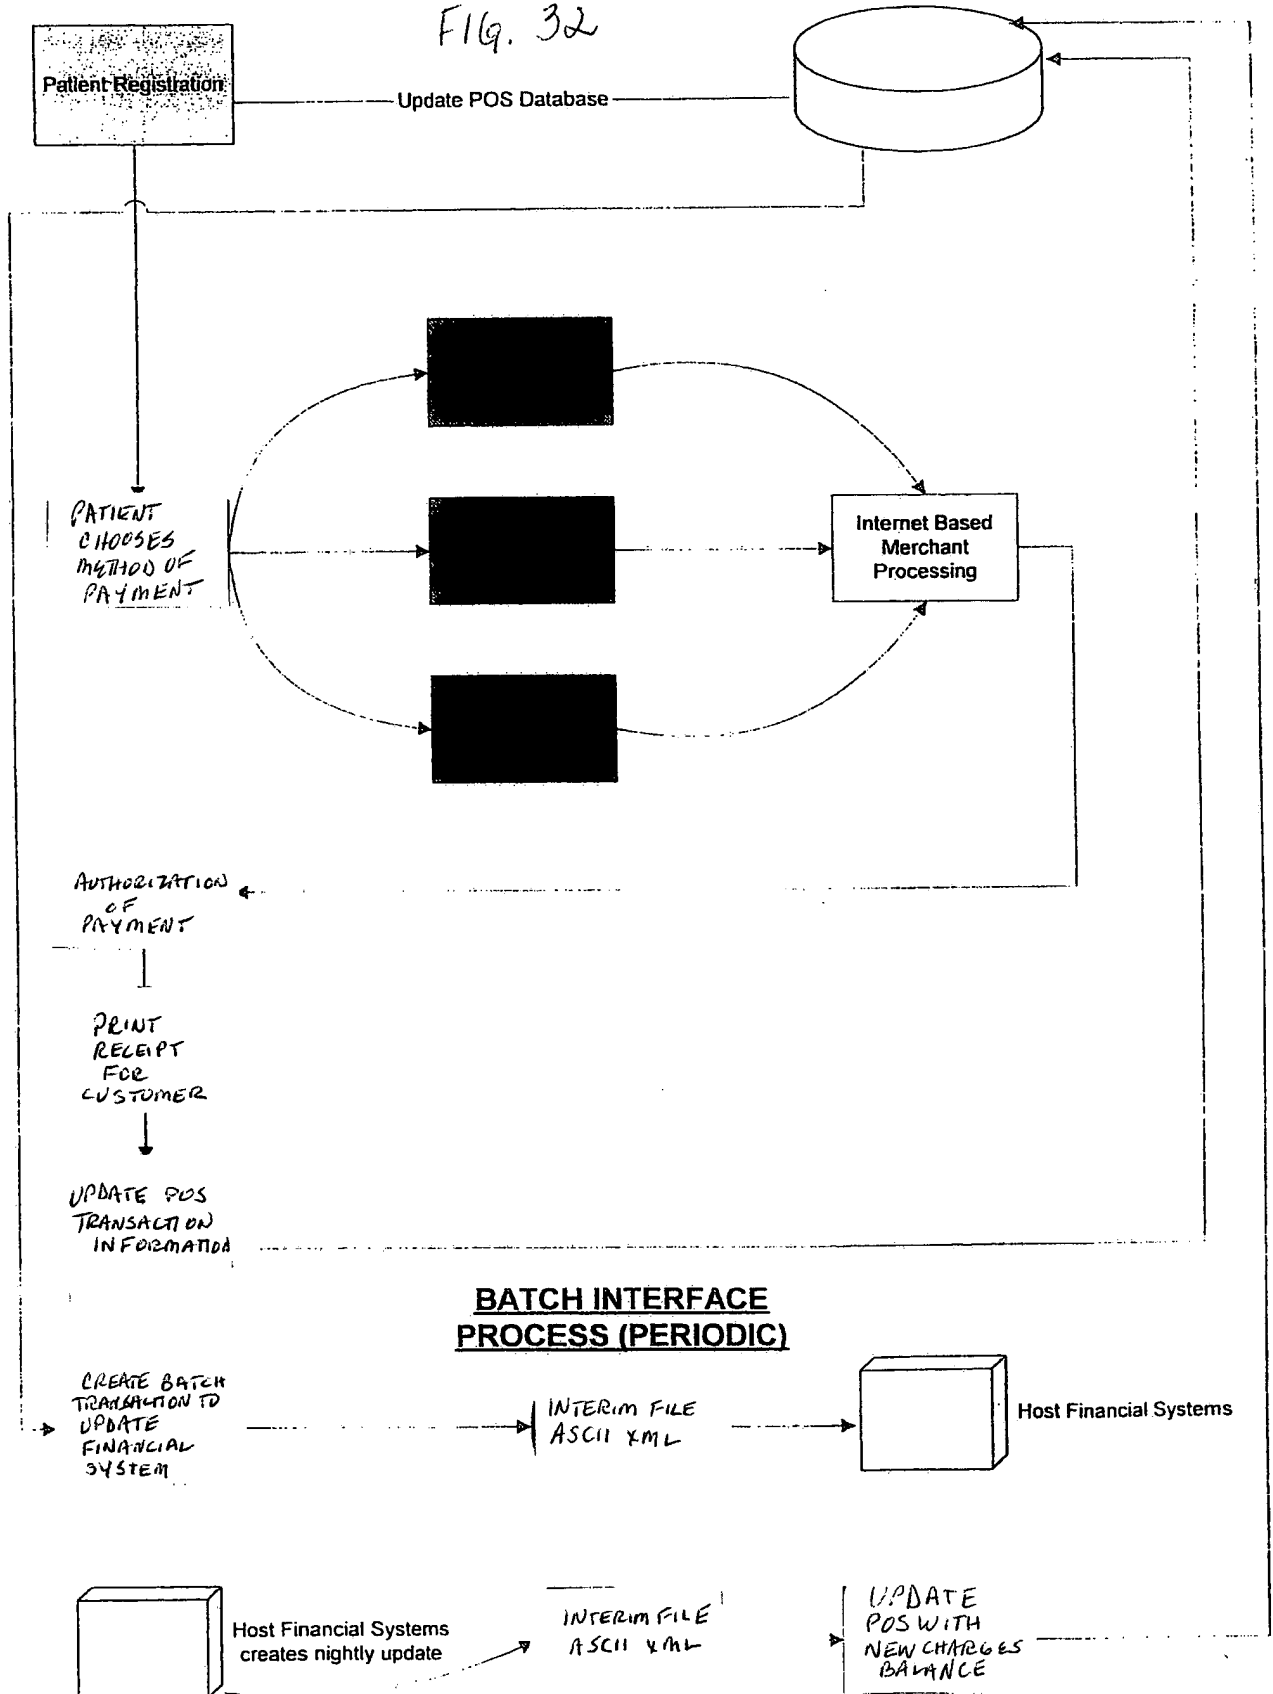 FIG. 32
Patient Registration
Update POS Database
PATIENT
CHOOSES
METHOD OF
PAYMENT
Internet Based
Merchant
Processing
AUTHORIZATION
OF
PAYMENT
PRINT
RECEIPT
FOR
CUSTOMER
UPDATE POS
TRANSACTION
INFORMATION
BATCH INTERFACE
PROCESS (PERIODIC)
CREATE BATCH
TRANSACTION TO
UPDATE
FINANCIAL
SYSTEM
INTERIM FILE
ASCII XML
Host Financial Systems
Host Financial Systems
creates nightly update
INTERIM FILE
ASCII XML
UPDATE
POS WITH
NEW CHARGES
BALANCE